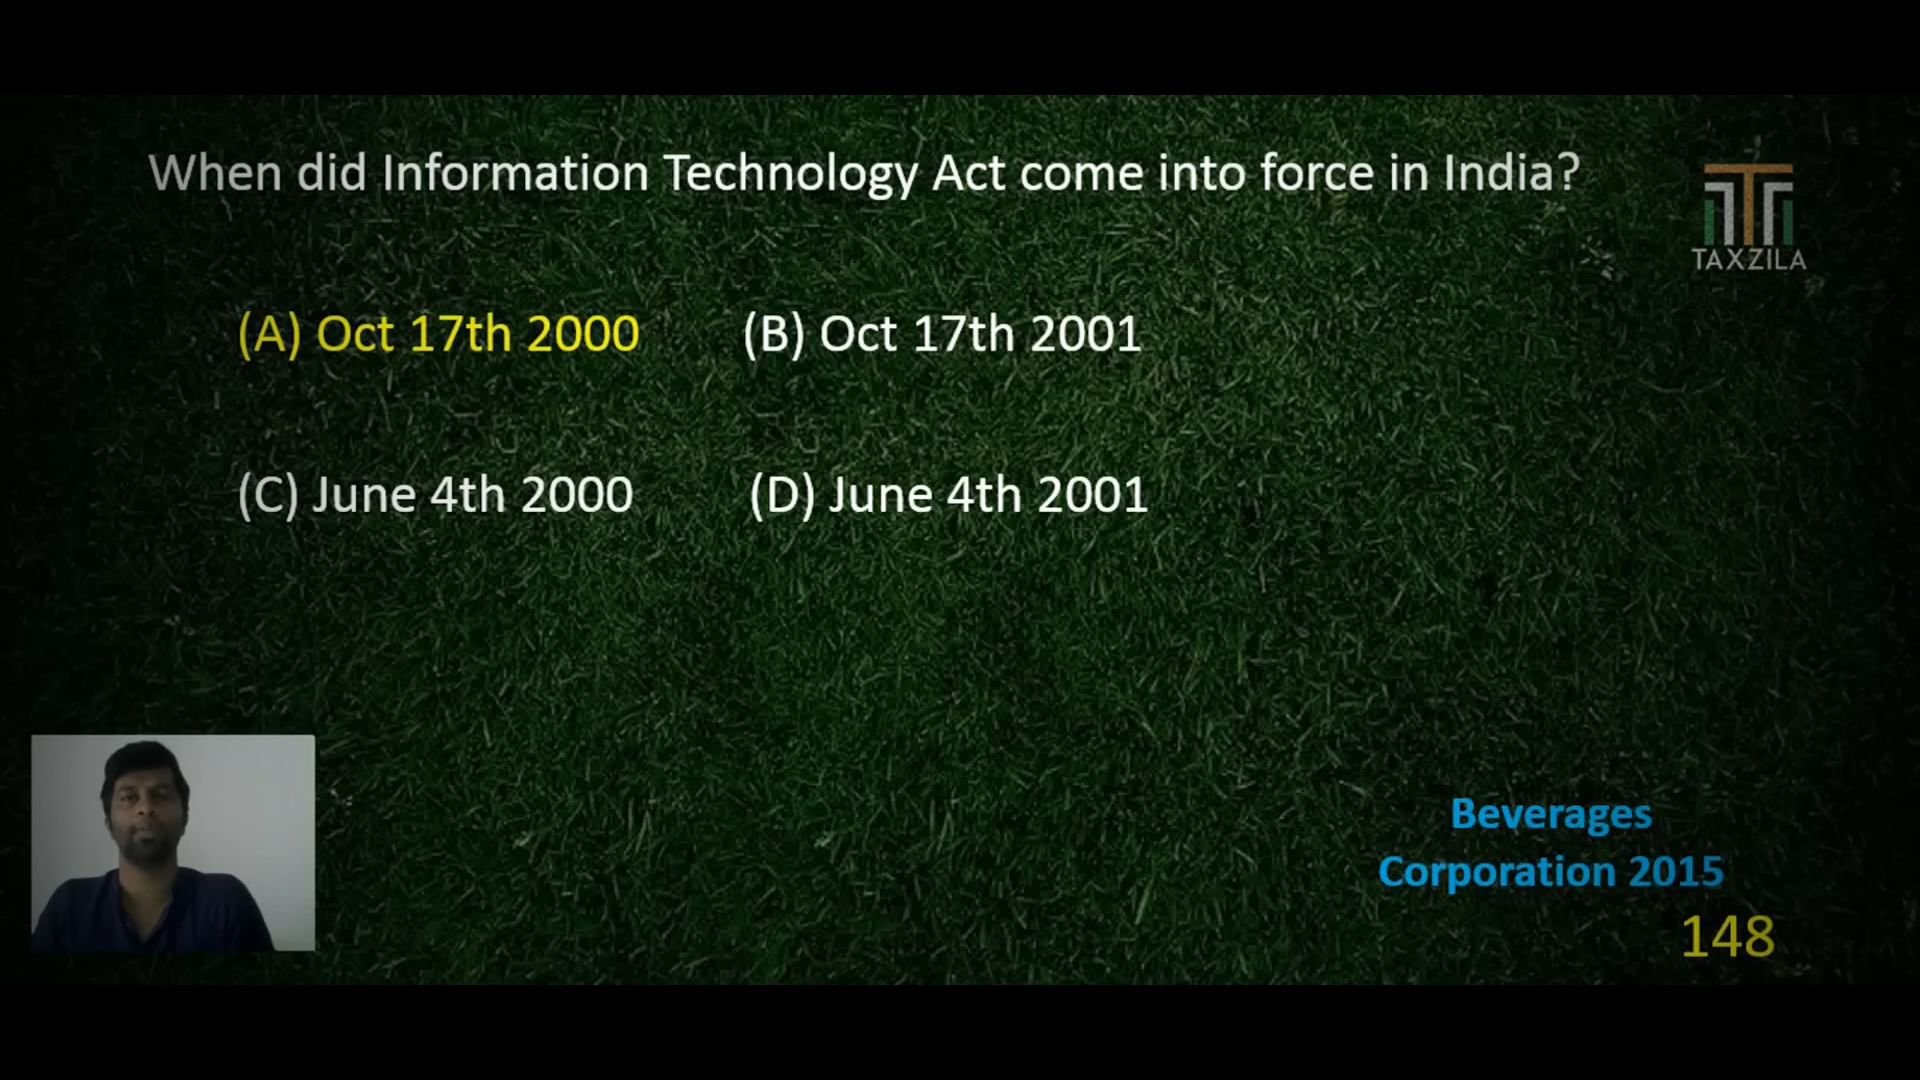 When did Information Technology Act come into force in India?
TAXZILA
(A) Oct 17th 2000 (B) Oct 17th 2001
(C) June 4th 2000 (D) June 4th 2001
Beverages
Corporation 2015
148